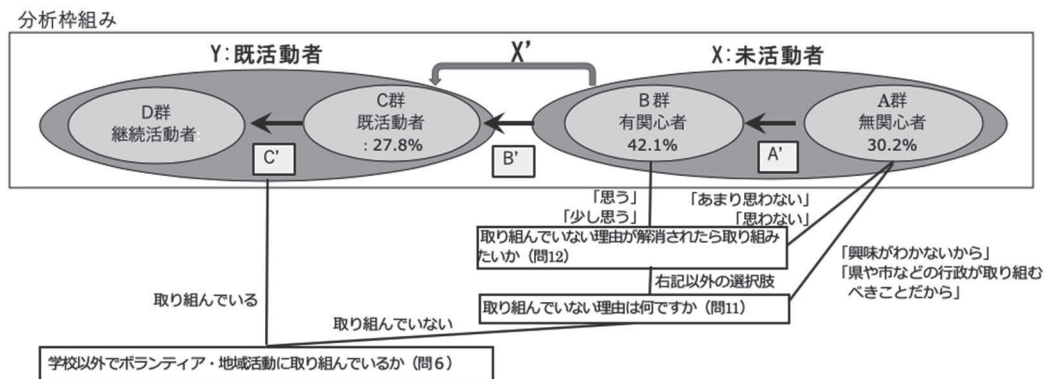 分析枠組み
Y:既活動者
X'
X:未活動者
D群
継続活動者:
C群
既活動者
:27.8%
B群
有関心者
42.1%
A群
無関心者
30.2%
C'
B'
A'
「思う」
「少し思う」
「あまり思わない」
「思わない」
取り組んでいない理由が解消されたら取り組み
たいか（問12）
「興味がわかないから」
「県や市などの行政が取り組む
べきことだから」
右記以外の選択肢
取り組んでいる
取り組んでいない理由は何ですか（問11）
取り組んでいない
学校以外でボランティア・地域活動に取り組んでいるか（問６）